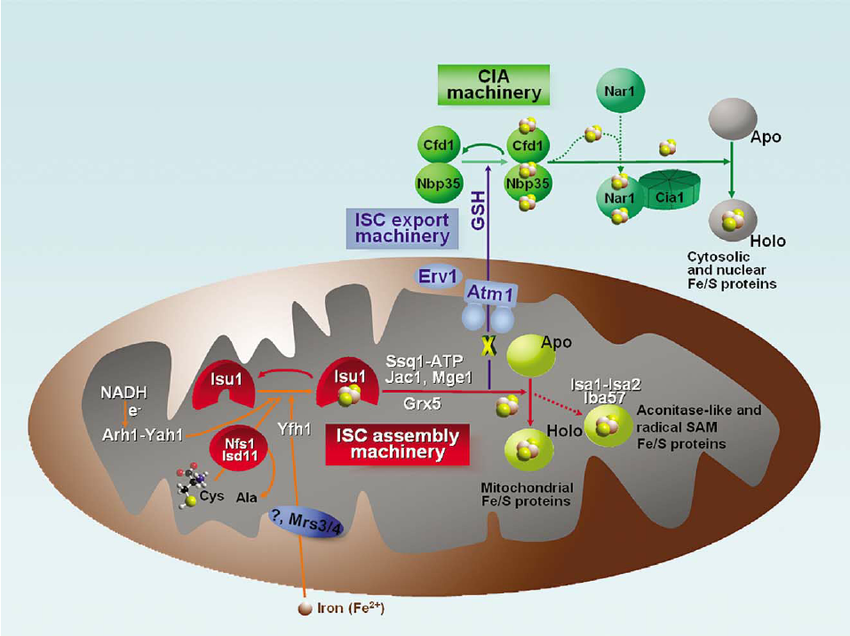 CIA
machinery
Nar1
Cfd1
Cfd1
Apo
Nbp35
Nbp35
Nar1
Cia1
GSH
ISC export
machinery
Holo
Cytosolic
and nuclear
Fe/S proteins
Erv1
Atm1
X
Apo
Ssq1-ATP
Jac1, Mge1
Isu1
Isu1
Isa1-Isa2
Iba57
NADH
e-
Grx5
Aconitase-like and
radical SAM
Fe/S proteins
Arh1-Yah1
Yfh1
Nfs1
Isd11
ISC assembly
machinery
Holo
Cys
Ala
Mitochondrial
Fe/S proteins
?, Mrs3/4
Iron (Fe²⁺)